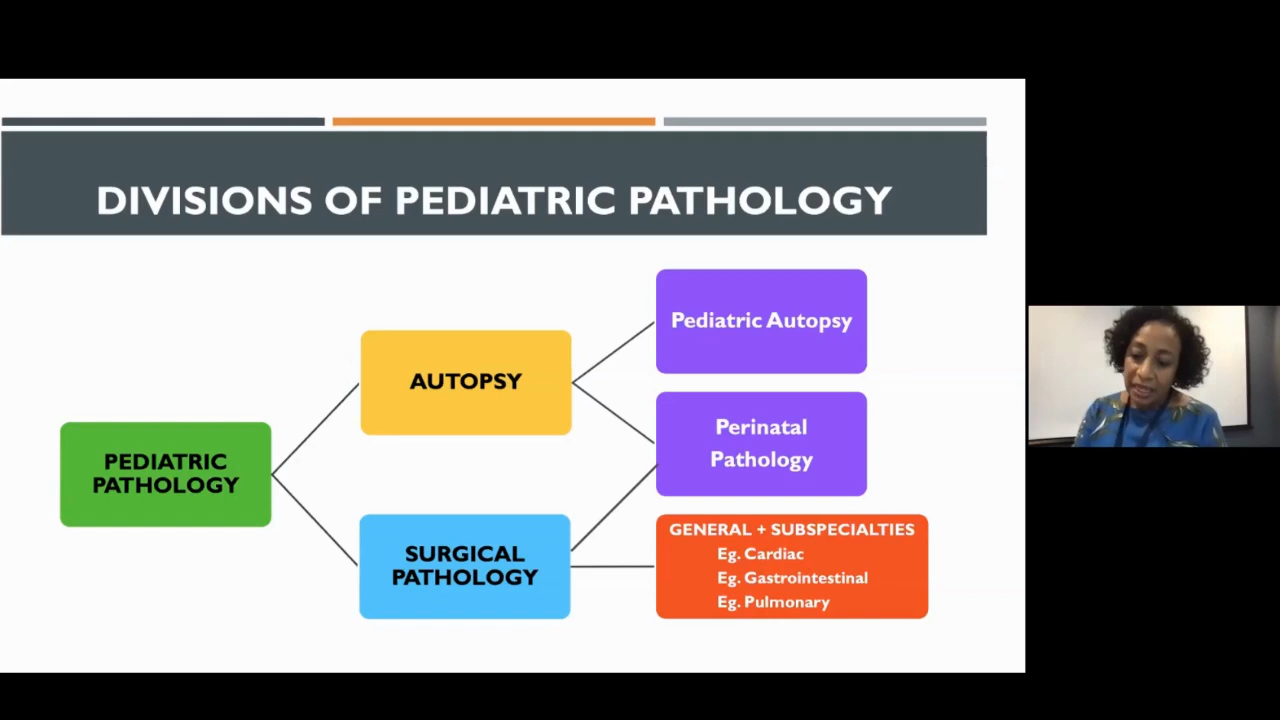 DIVISIONS OF PEDIATRIC PATHOLOGY
PEDIATRIC
PATHOLOGY
AUTOPSY
SURGICAL
PATHOLOGY
Pediatric Autopsy
Perinatal
Pathology
GENERAL + SUBSPECIALTIES
Eg. Cardiac
Eg. Gastrointestinal
Eg. Pulmonary